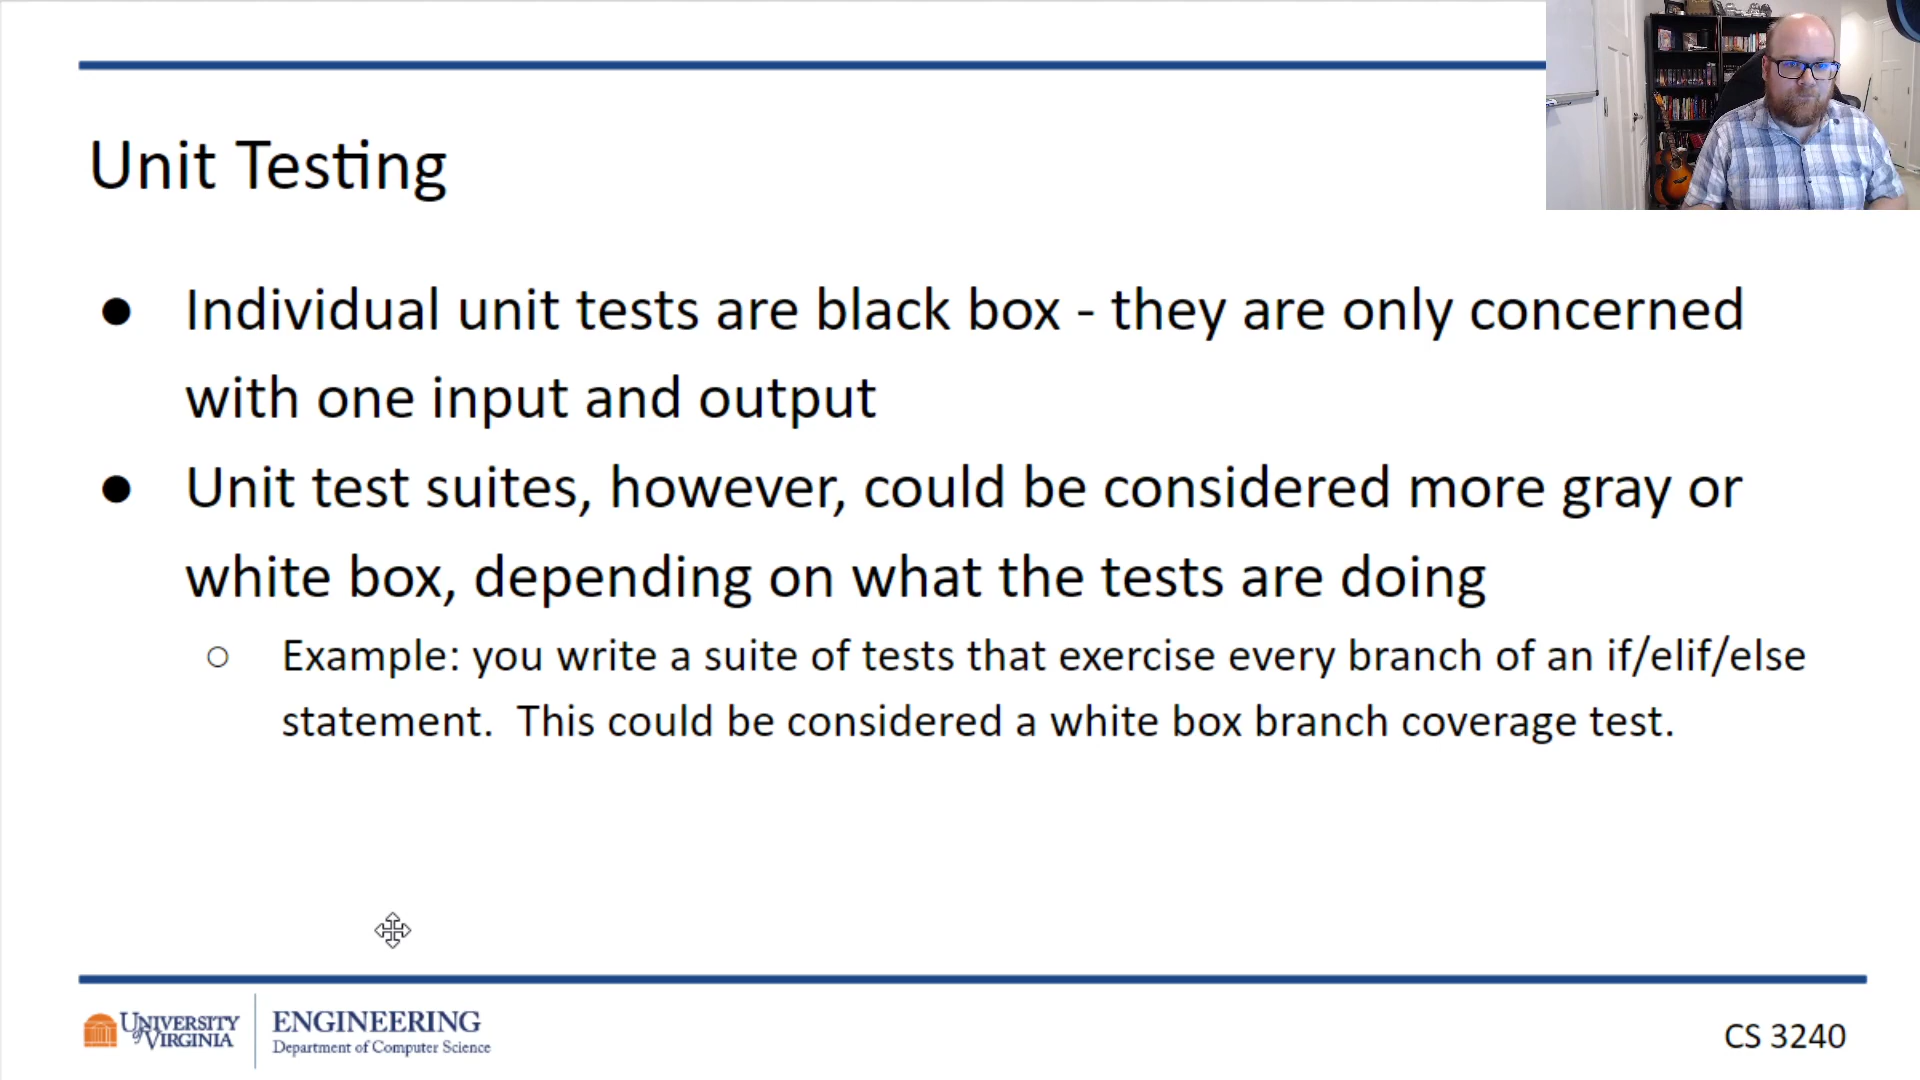 Unit Testing
● Individual unit tests are black box - they are only concerned
with one input and output
● Unit test suites, however, could be considered more gray or
white box, depending on what the tests are doing
○ Example: you write a suite of tests that exercise every branch of an if/elif/else
statement.  This could be considered a white box branch coverage test.
UNIVERSITY
of VIRGINIA
ENGINEERING
Department of Computer Science
CS 3240